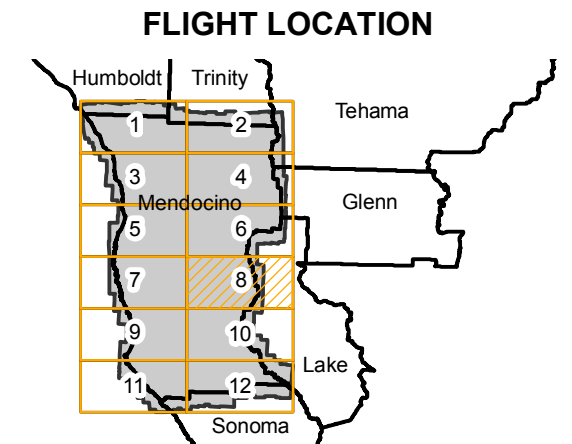 FLIGHT LOCATION
Humboldt Trinity
Tehama
1 2
3 4
Mendocino Glenn
5 6
7 8
9 10
Lake
11 12
Sonoma